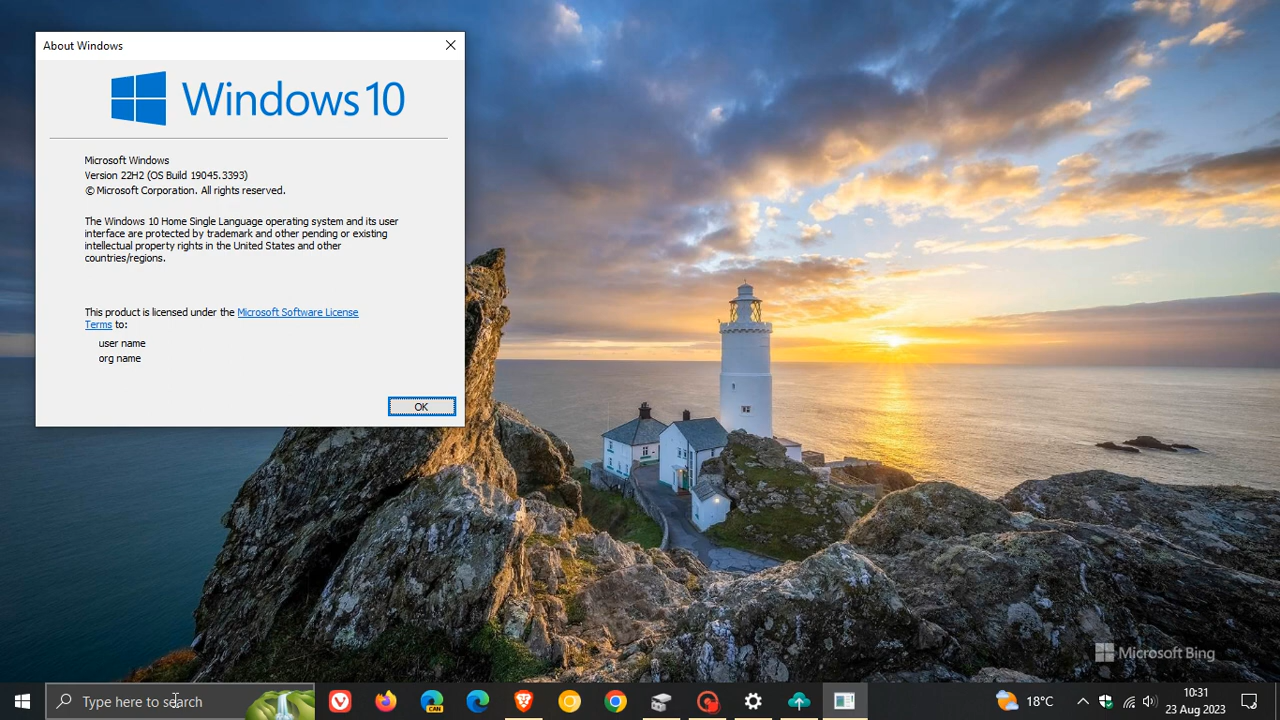 About Windows
Windows 10
Microsoft Windows
Version 22H2 (OS Build 19045.3393)
© Microsoft Corporation. All rights reserved.
The Windows 10 Home Single Language operating system and its user
interface are protected by trademark and other pending or existing
intellectual property rights in the United States and other
countries/regions.
This product is licensed under the Microsoft Software License
Terms to:
user name
org name
OK
Microsoft Bing
Type here to search
CAN
18°C
10:31
23 Aug 2023